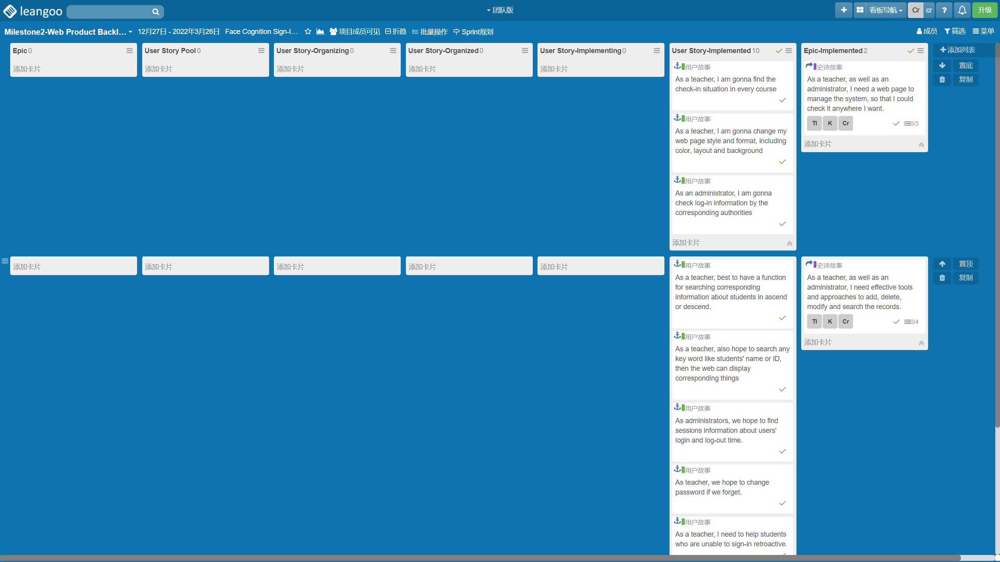 leangoo
团队版
看板导航
Cr
cr
?
升级
Milestone2-Web Product Backl...
12月27日 - 2022年3月26日
Face Cognition Sign-I...
项目成员可见
折叠
批量操作
Sprint规划
成员
筛选
菜单
Epic 0
添加卡片
User Story Pool 0
添加卡片
User Story-Organizing 0
添加卡片
User Story-Organized 0
添加卡片
User Story-Implementing 0
添加卡片
User Story-Implemented 10
用户故事
As a teacher, I am gonna find the
check-in situation in every course
用户故事
As a teacher, I am gonna change my
web page style and format, including
color, layout and background
用户故事
As an administrator, I am gonna
check log-in information by the
corresponding authorities
添加卡片
Epic-Implemented 2
史诗故事
As a teacher, as well as an
administrator, I need a web page to
manage the system, so that I could
check it anywhere I want.
TI K Cr 0/3
添加卡片
添加列表
置底
复制
添加卡片
添加卡片
添加卡片
添加卡片
添加卡片
用户故事
As a teacher, best to have a function
for searching corresponding
information about students in ascend
or descend.
用户故事
As a teacher, also hope to search any
key word like students' name or ID,
then the web can display
corresponding things
用户故事
As administrators, we hope to find
sessions information about users'
login and log-out time.
用户故事
As teacher, we hope to change
password if we forget.
用户故事
As a teacher, I need to help students
who are unable to sign-in retroactive.
史诗故事
As a teacher, as well as an
administrator, I need effective tools
and approaches to add, delete,
modify and search the records.
TI K Cr 0/4
添加卡片
置顶
复制